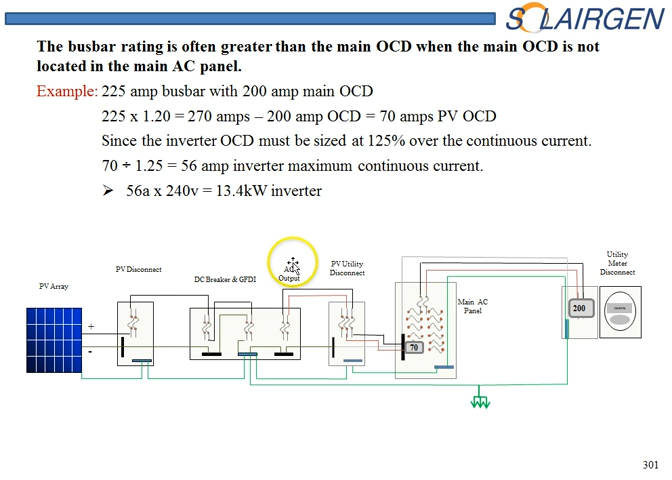 SOLAIRGEN
The busbar rating is often greater than the main OCD when the main OCD is not
located in the main AC panel.
Example: 225 amp busbar with 200 amp main OCD
225 x 1.20 = 270 amps – 200 amp OCD = 70 amps PV OCD
Since the inverter OCD must be sized at 125% over the continuous current.
70 ÷ 1.25 = 56 amp inverter maximum continuous current.
➢ 56a x 240v = 13.4kW inverter
PV Array
PV Disconnect
DC Breaker & GFDI
AC
Output
PV Utility
Disconnect
Main AC
Panel
Utility
Meter
Disconnect
+
-
70
200
301